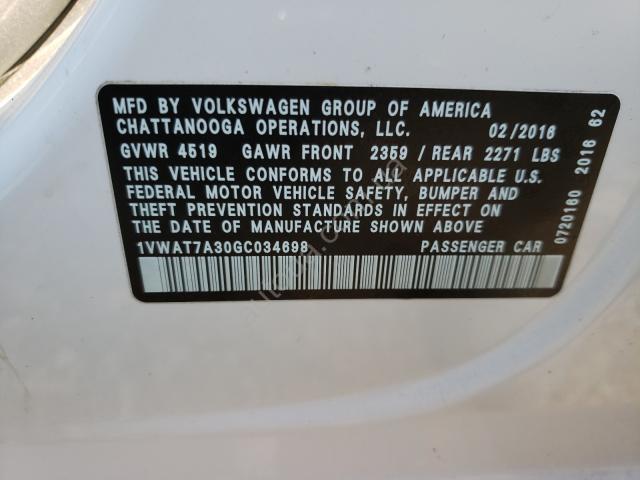 MFD BY VOLKSWAGEN GROUP OF AMERICA
CHATTANOOGA OPERATIONS, LLC. 02/2016
GVWR 4519 GAWR FRONT 2359 / REAR 2271 LBS
THIS VEHICLE CONFORMS TO ALL APPLICABLE U.S.
FEDERAL MOTOR VEHICLE SAFETY, BUMPER AND
THEFT PREVENTION STANDARDS IN EFFECT ON
THE DATE OF MANUFACTURE SHOWN ABOVE
1VWAT7A30GC034698 PASSENGER CAR
0720160 2016 62